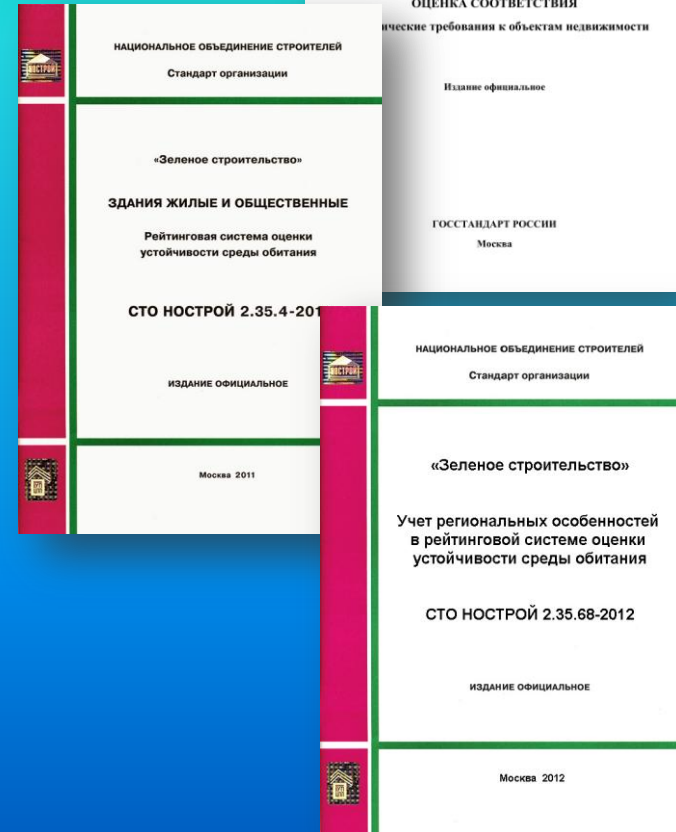 ОЦЕНКА СООТВЕТСТВИЯ
требования к объектам недвижимости
Издание официальное
ГОССТАНДАРТ РОССИИ
Москва
НОСТРОЙ
НАЦИОНАЛЬНОЕ ОБЪЕДИНЕНИЕ СТРОИТЕЛЕЙ
Стандарт организации
«Зеленое строительство»
ЗДАНИЯ ЖИЛЫЕ И ОБЩЕСТВЕННЫЕ
Рейтинговая система оценки
устойчивости среды обитания
СТО НОСТРОЙ 2.35.4-201
ИЗДАНИЕ ОФИЦИАЛЬНОЕ
Москва 2011
НОСТРОЙ
НАЦИОНАЛЬНОЕ ОБЪЕДИНЕНИЕ СТРОИТЕЛЕЙ
Стандарт организации
«Зеленое строительство»
Учет региональных особенностей
в рейтинговой системе оценки
устойчивости среды обитания
СТО НОСТРОЙ 2.35.68-2012
ИЗДАНИЕ ОФИЦИАЛЬНОЕ
Москва 2012